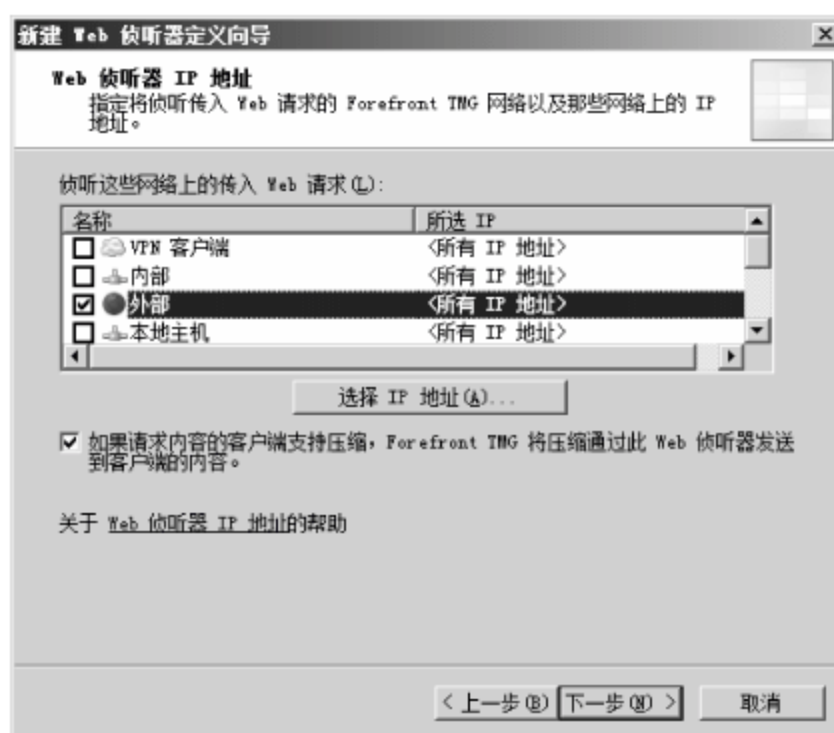 新建 Web 侦听器定义向导
Web 侦听器 IP 地址
指定将侦听传入 Web 请求的 Forefront TMG 网络以及那些网络上的 IP
地址。
侦听这些网络上的传入 Web 请求(L):
名称 所选 IP
VPN 客户端 <所有 IP 地址>
内部 <所有 IP 地址>
外部 <所有 IP 地址>
本地主机 <所有 IP 地址>
选择 IP 地址(A)...
如果请求内容的客户端支持压缩，Forefront TMG 将压缩通过此 Web 侦听器发送
到客户端的内容。
关于 Web 侦听器 IP 地址的帮助
< 上一步(B) 下一步(N) > 取消